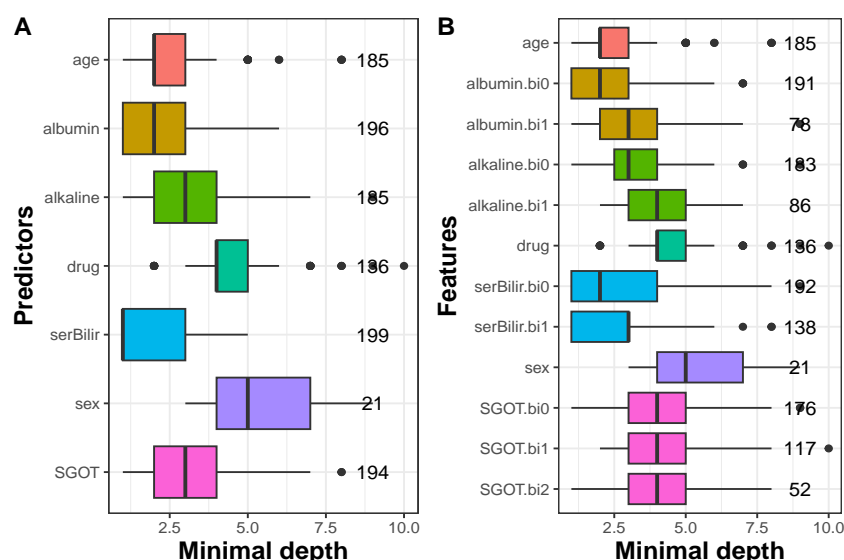 A
Predictors
age 185
albumin 196
alkaline 185
drug 136
serBilir 199
sex 21
SGOT 194
2.5 5.0 7.5 10.0
Minimal depth
B
Features
age 185
albumin.bi0 191
albumin.bi1 78
alkaline.bi0 183
alkaline.bi1 86
drug 136
serBilir.bi0 192
serBilir.bi1 138
sex 21
SGOT.bi0 176
SGOT.bi1 117
SGOT.bi2 52
2.5 5.0 7.5 10.0
Minimal depth